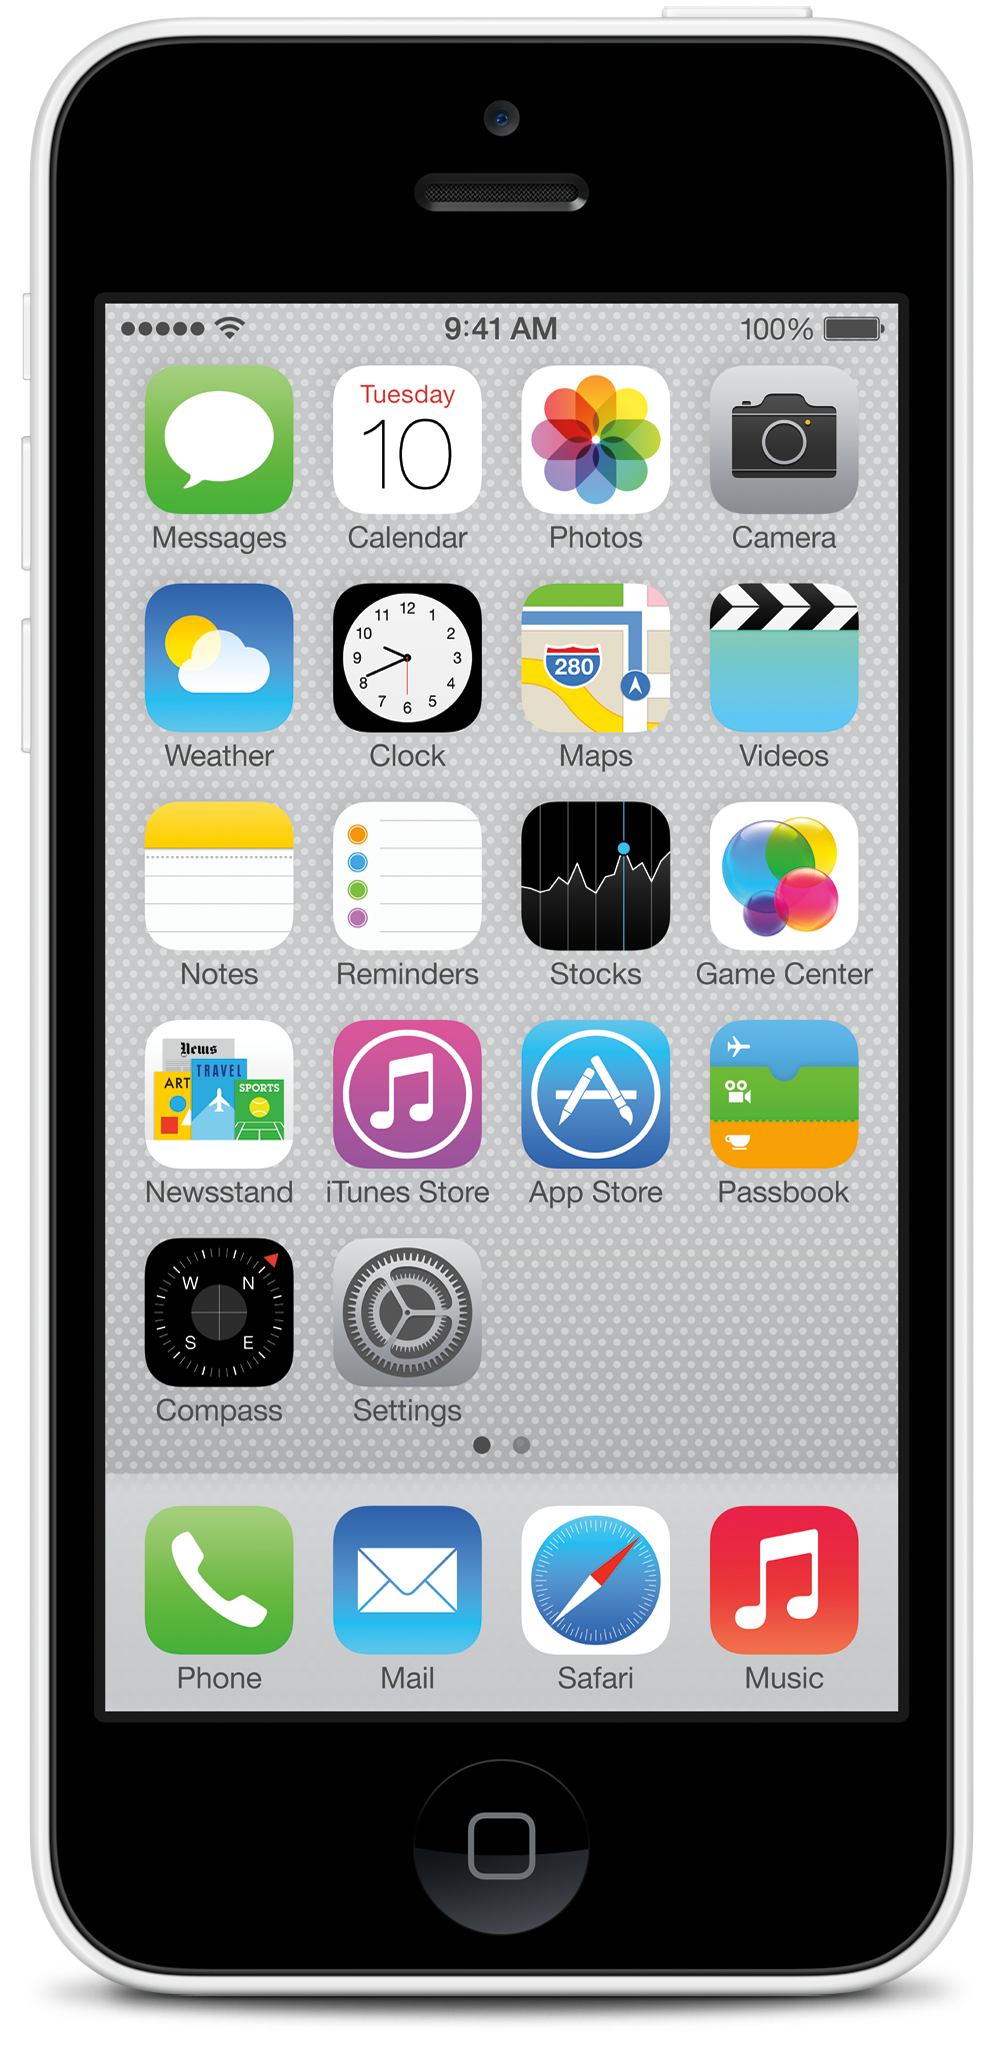 9:41 AM 100%
Tuesday
10
Messages Calendar Photos Camera
11 12 1
10 2
9 3
8 4
7 6 5
280
Weather Clock Maps Videos
Notes Reminders Stocks Game Center
News
TRAVEL
ART
SPORTS
Newsstand iTunes Store App Store Passbook
W N
S E
Compass Settings
Phone Mail Safari Music